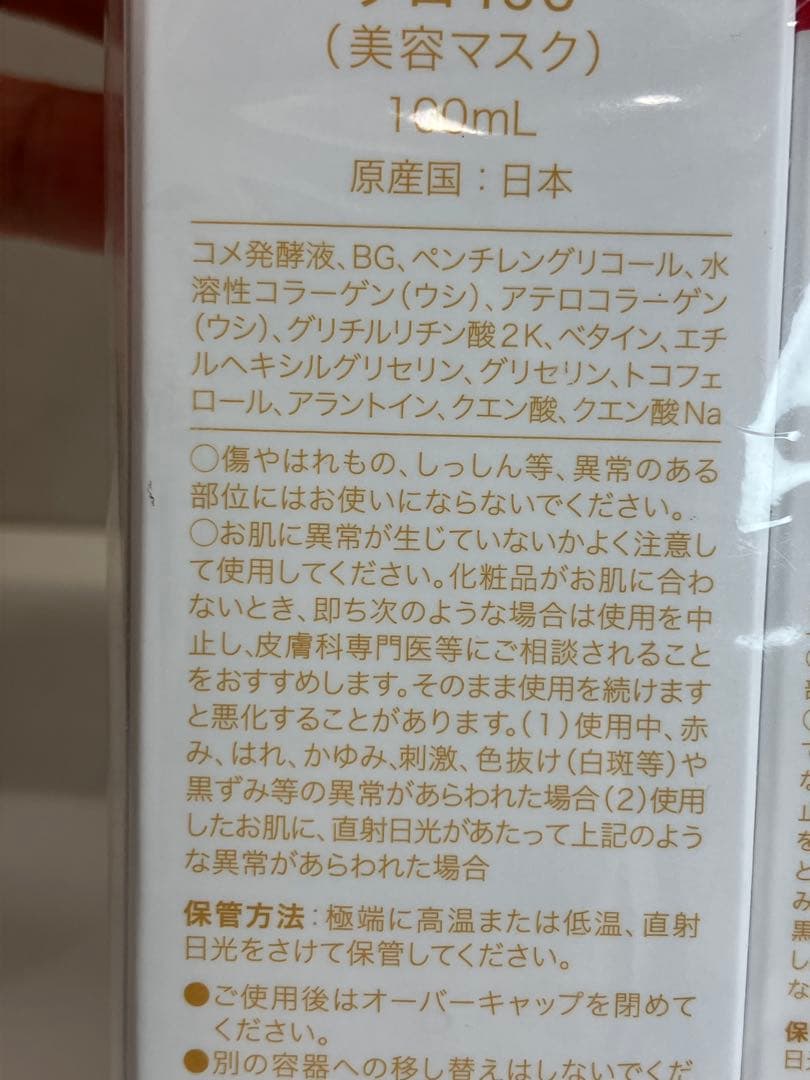 （美容マスク）
100mL
原産国：日本
コメ発酵液、BG、ペンチレングリコール、水
溶性コラーゲン（ウシ）、アテロコラーゲン
（ウシ）、グリチルリチン酸2K、ベタイン、エチ
ルヘキシルグリセリン、グリセリン、トコフェ
ロール、アラントイン、クエン酸、クエン酸Na
○傷やはれもの、しっしん等、異常のある
部位にはお使いにならないでください。
○お肌に異常が生じていないかよく注意し
て使用してください。化粧品がお肌に合わ
ないとき、即ち次のような場合は使用を中
止し、皮膚科専門医等にご相談されること
をおすすめします。そのまま使用を続けます
と悪化することがあります。（1）使用中、赤
み、はれ、かゆみ、刺激、色抜け（白斑等）や
黒ずみ等の異常があらわれた場合（2）使用
したお肌に、直射日光があたって上記のよう
な異常があらわれた場合
保管方法：極端に高温または低温、直射
日光をさけて保管してください。
●ご使用後はオーバーキャップを閉めて
ください。
●別の容器への移し替えはしないでくだ